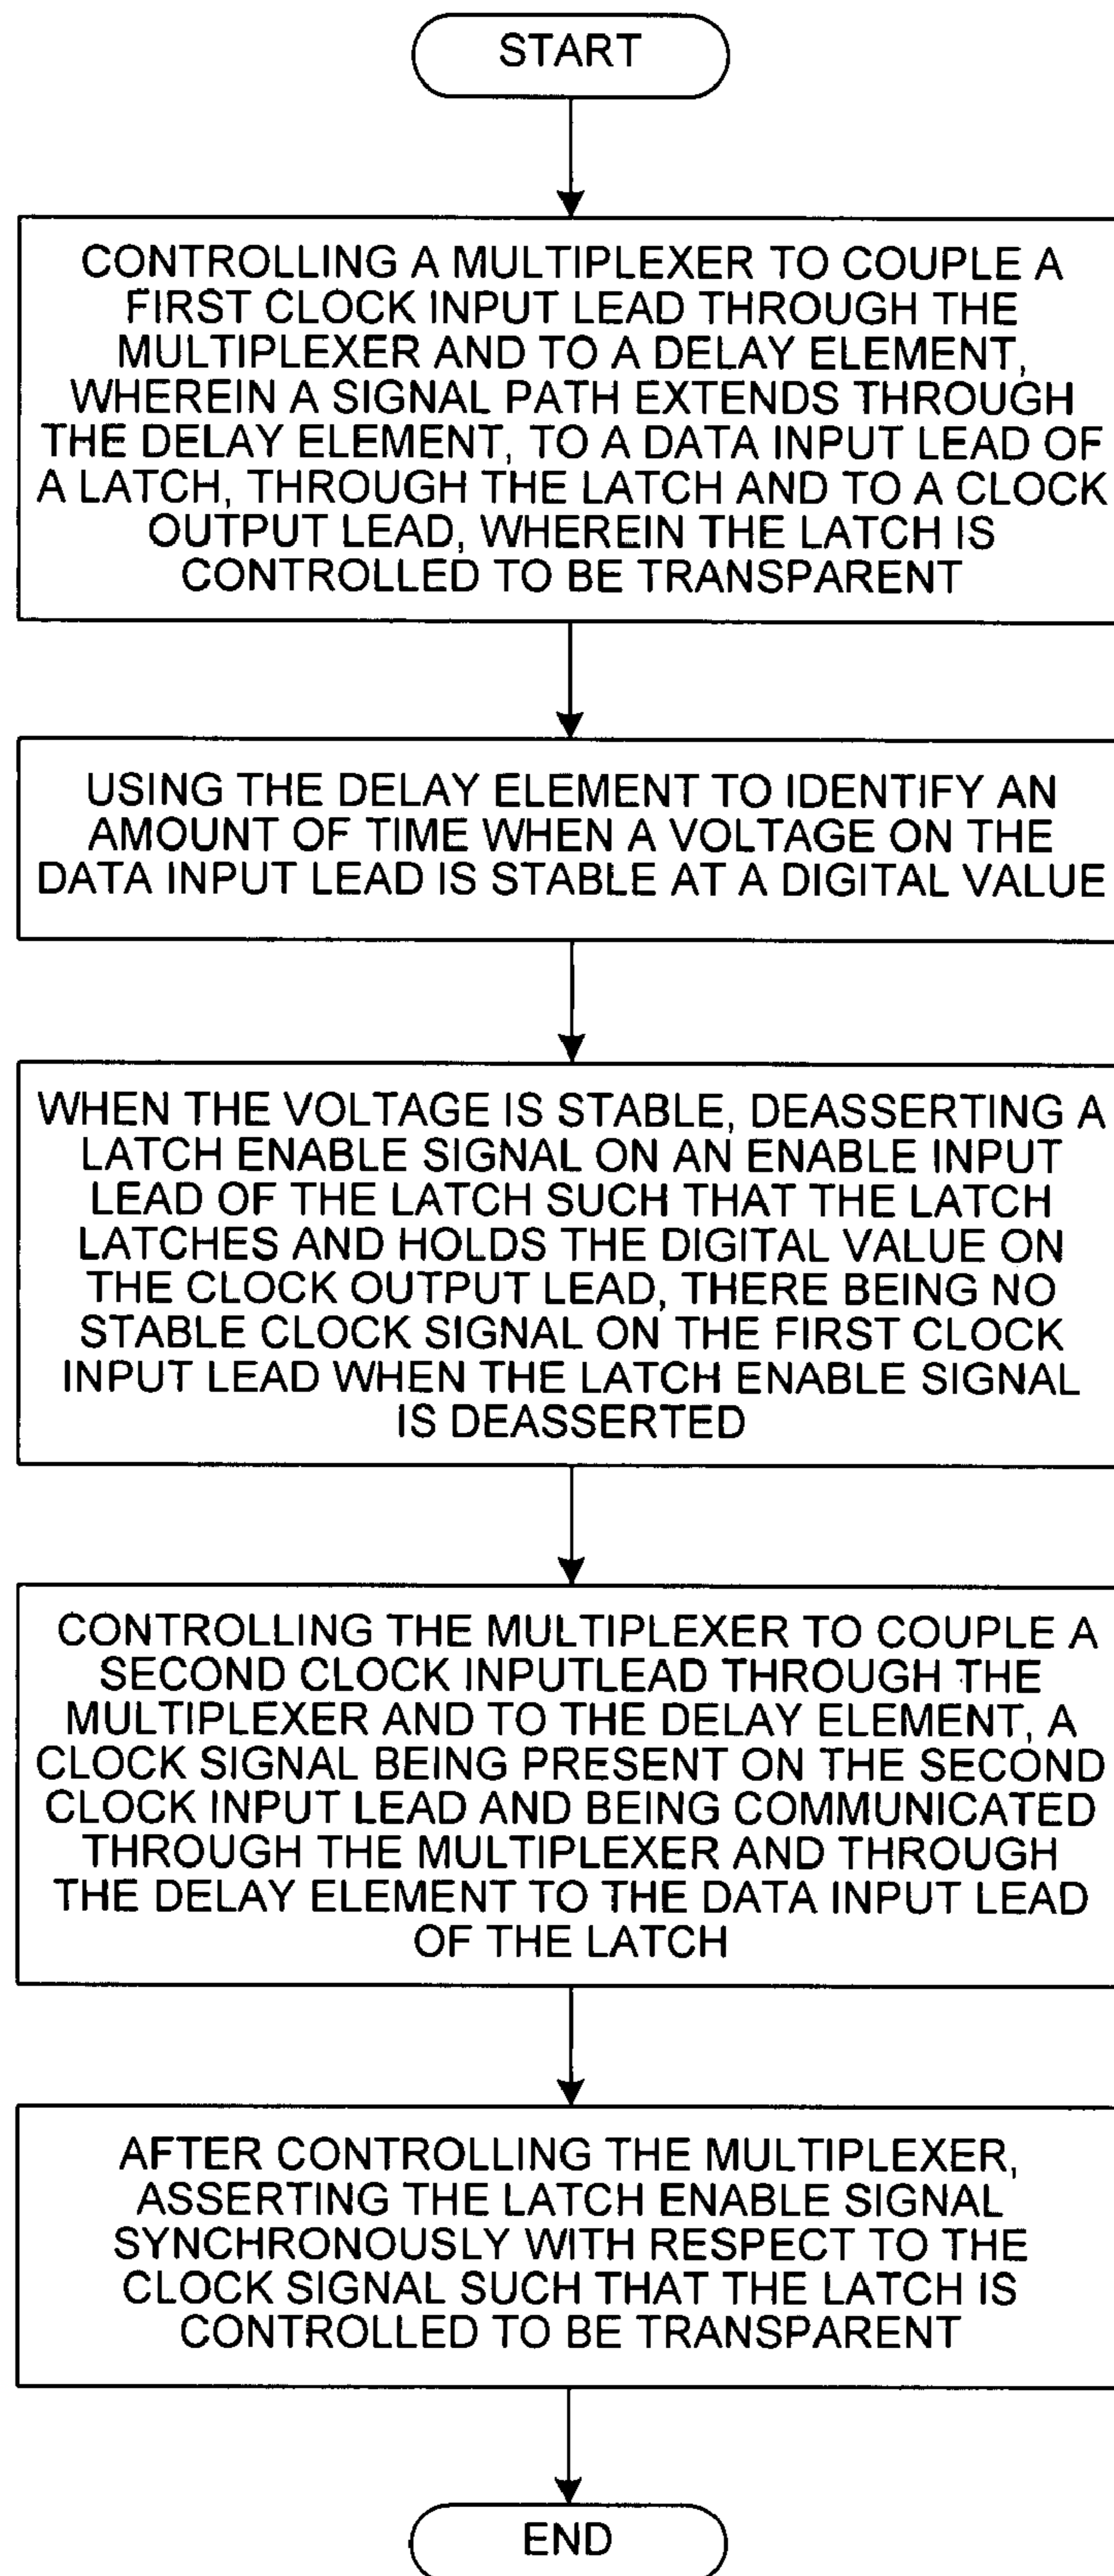 START
CONTROLLING A MULTIPLEXER TO COUPLE A
FIRST CLOCK INPUT LEAD THROUGH THE
MULTIPLEXER AND TO A DELAY ELEMENT,
WHEREIN A SIGNAL PATH EXTENDS THROUGH
THE DELAY ELEMENT, TO A DATA INPUT LEAD OF
A LATCH, THROUGH THE LATCH AND TO A CLOCK
OUTPUT LEAD, WHEREIN THE LATCH IS
CONTROLLED TO BE TRANSPARENT
USING THE DELAY ELEMENT TO IDENTIFY AN
AMOUNT OF TIME WHEN A VOLTAGE ON THE
DATA INPUT LEAD IS STABLE AT A DIGITAL VALUE
WHEN THE VOLTAGE IS STABLE, DEASSERTING A
LATCH ENABLE SIGNAL ON AN ENABLE INPUT
LEAD OF THE LATCH SUCH THAT THE LATCH
LATCHES AND HOLDS THE DIGITAL VALUE ON
THE CLOCK OUTPUT LEAD, THERE BEING NO
STABLE CLOCK SIGNAL ON THE FIRST CLOCK
INPUT LEAD WHEN THE LATCH ENABLE SIGNAL
IS DEASSERTED
CONTROLLING THE MULTIPLEXER TO COUPLE A
SECOND CLOCK INPUTLEAD THROUGH THE
MULTIPLEXER AND TO THE DELAY ELEMENT, A
CLOCK SIGNAL BEING PRESENT ON THE SECOND
CLOCK INPUT LEAD AND BEING COMMUNICATED
THROUGH THE MULTIPLEXER AND THROUGH
THE DELAY ELEMENT TO THE DATA INPUT LEAD
OF THE LATCH
AFTER CONTROLLING THE MULTIPLEXER,
ASSERTING THE LATCH ENABLE SIGNAL
SYNCHRONOUSLY WITH RESPECT TO THE
CLOCK SIGNAL SUCH THAT THE LATCH IS
CONTROLLED TO BE TRANSPARENT
END